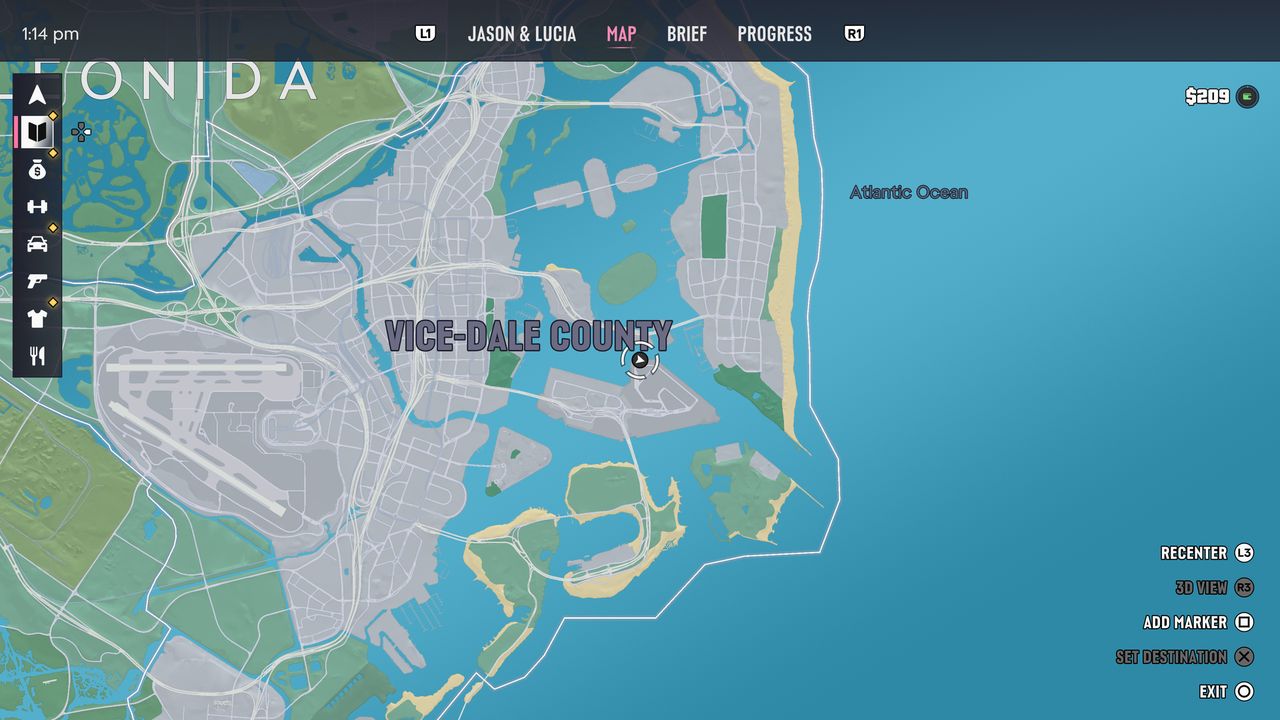 1:14 pm
L1 JASON & LUCIA MAP BRIEF PROGRESS R1
EONIDA
$209
Atlantic Ocean
VICE-DALE COUNTY
RECENTER L3
3D VIEW R3
ADD MARKER
SET DESTINATION
EXIT